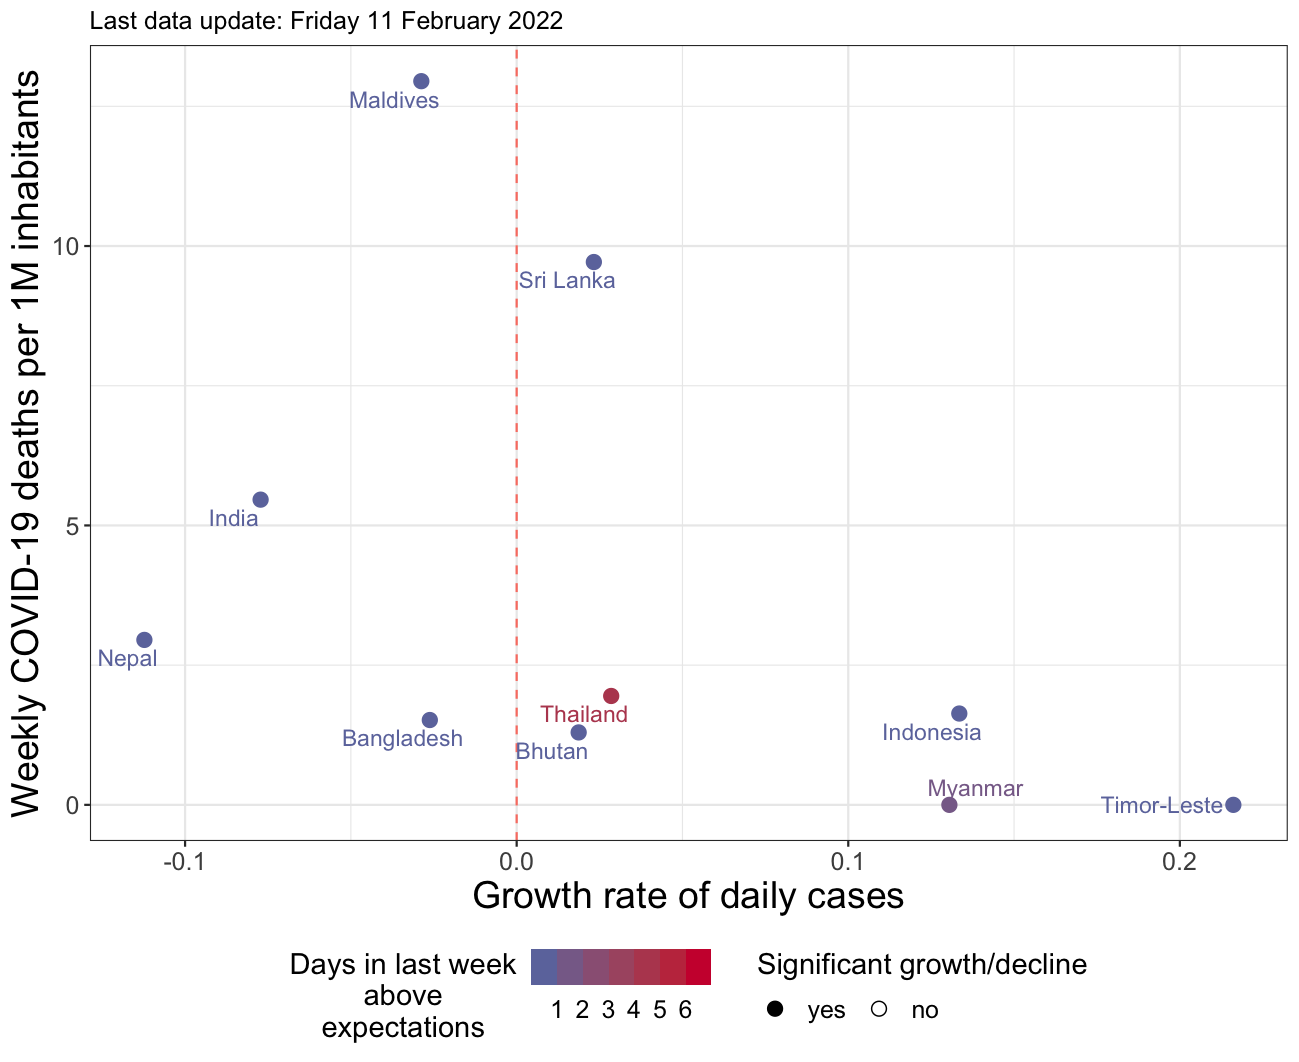 Last data update: Friday 11 February 2022
Weekly COVID-19 deaths per 1M inhabitants
10
5
0
Maldives
Sri Lanka
India
Nepal
Thailand
Bangladesh
Bhutan
Indonesia
Myanmar
Timor-Leste
-0.1
0.0
0.1
0.2
Growth rate of daily cases
Days in last week
above
expectations
1 2 3 4 5 6
Significant growth/decline
yes no